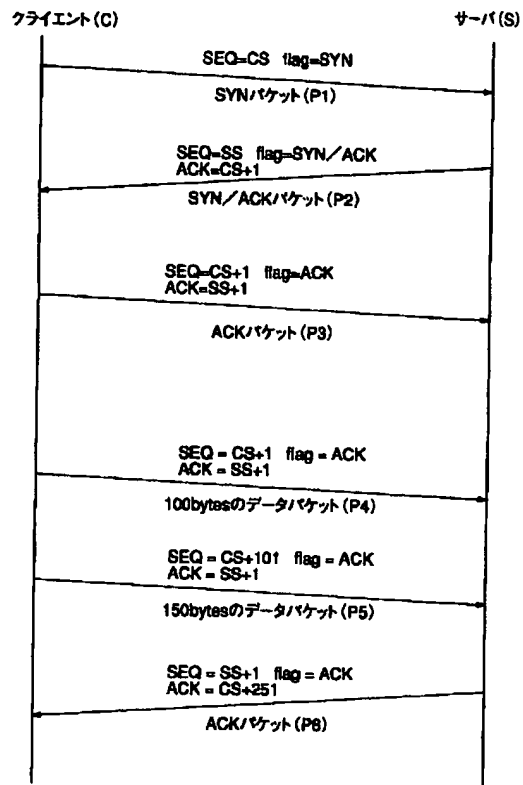 クライエント(C)
サーバ(S)
SEQ=CS flag=SYN
SYNパケット(P1)
SEQ=SS flag=SYN/ACK
ACK=CS+1
SYN/ACKパケット(P2)
SEQ=CS+1 flag=ACK
ACK=SS+1
ACKパケット(P3)
SEQ = CS+1 flag = ACK
ACK = SS+1
100bytesのデータパケット(P4)
SEQ = CS+101 flag = ACK
ACK = SS+1
150bytesのデータパケット(P5)
SEQ = SS+1 flag = ACK
ACK = CS+251
ACKパケット(P6)